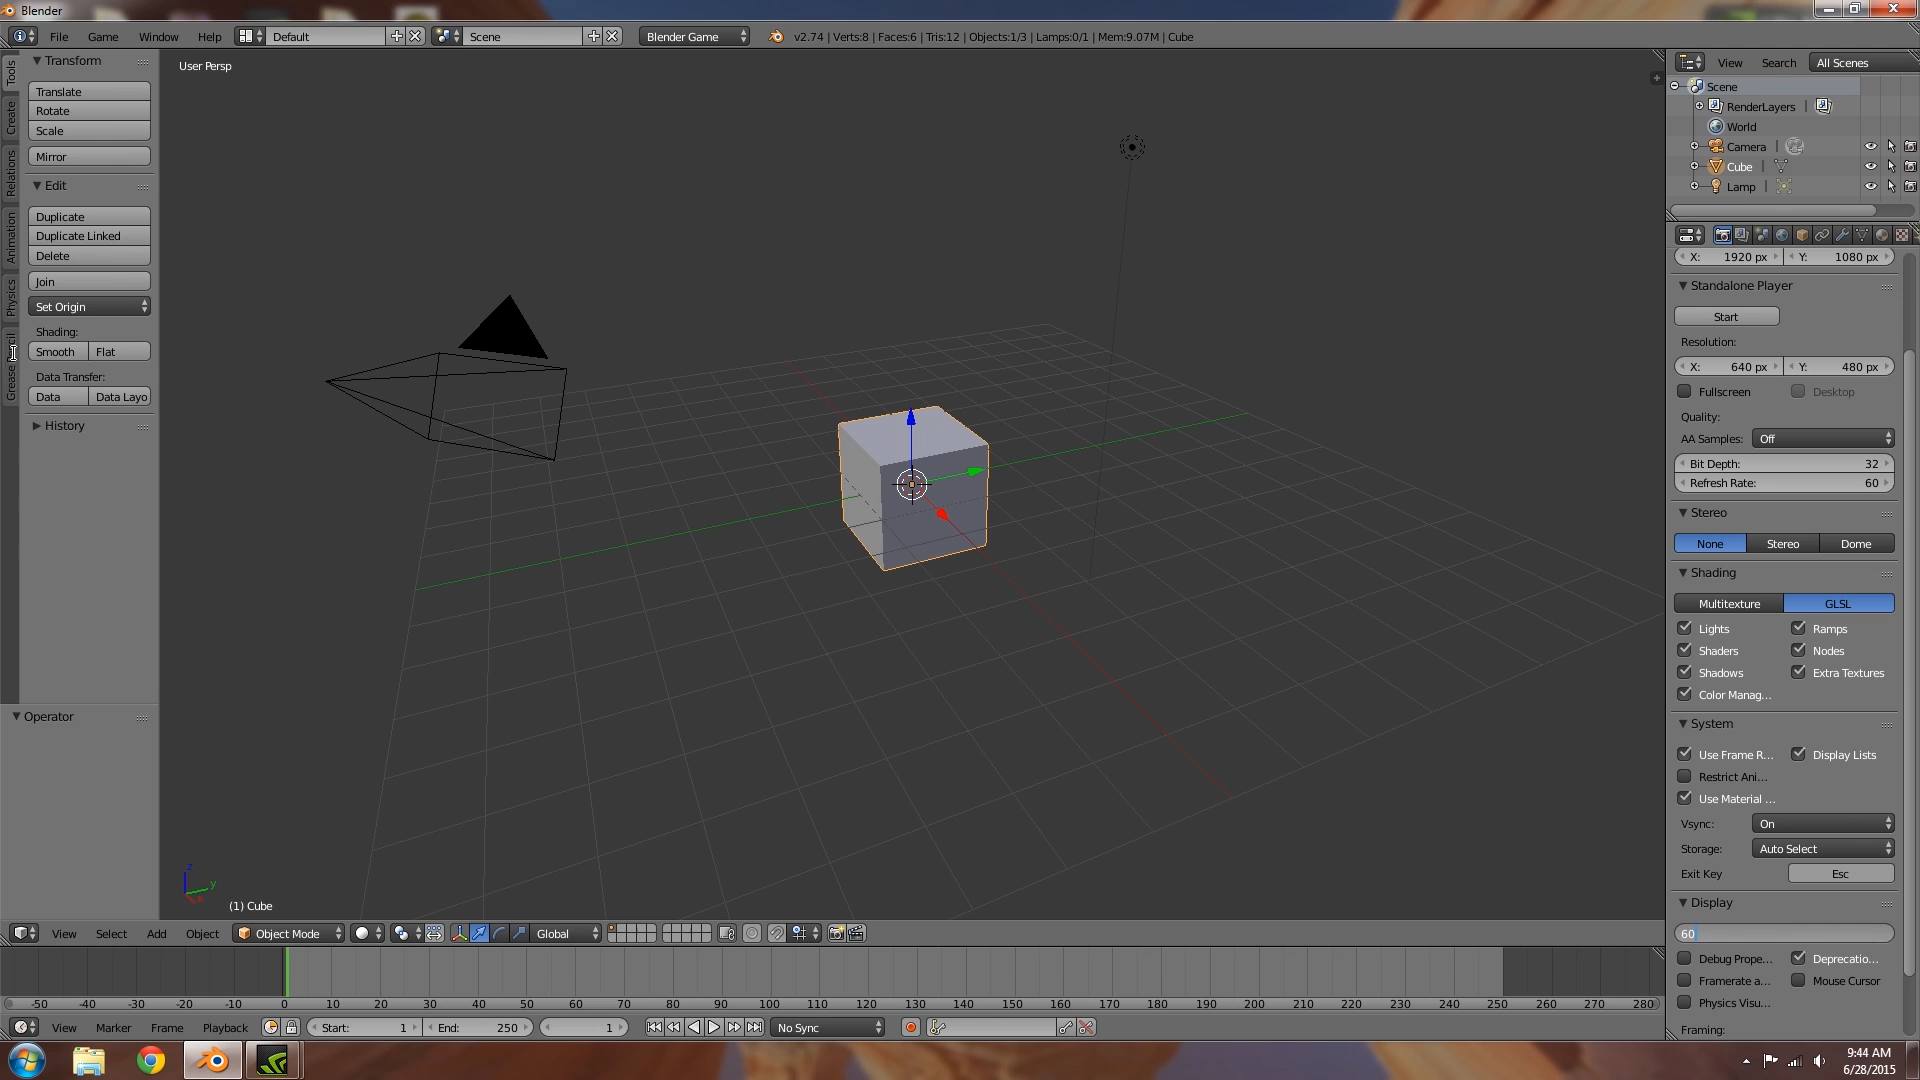 Blender
File Game Window Help Default Scene Blender Game v2.74 | Verts:8 | Faces:6 | Tris:12 | Objects:1/3 | Lamps:0/1 | Mem:9.07M | Cube
Tools
Create
Relations
Animation
Physics
Grease
Transform
Translate
Rotate
Scale
Mirror
Edit
Duplicate
Duplicate Linked
Delete
Join
Set Origin
Shading:
Smooth Flat
Data Transfer:
Data Data Layo
History
Operator
User Persp
z
y
(1) Cube
View Search All Scenes
Scene
RenderLayers |
World
Camera |
Cube |
Lamp |
X: 1920 px Y: 1080 px
Standalone Player
Start
Resolution:
X: 640 px Y: 480 px
Fullscreen Desktop
Quality:
AA Samples: Off
Bit Depth: 32
Refresh Rate: 60
Stereo
None Stereo Dome
Shading
Multitexture GLSL
Lights Ramps
Shaders Nodes
Shadows Extra Textures
Color Manag...
System
Use Frame R... Display Lists
Restrict Ani...
Use Material ...
Vsync: On
Storage: Auto Select
Exit Key Esc
Display
60
Debug Prope... Deprecatio...
Framerate a... Mouse Cursor
Physics Visu...
Framing:
View Select Add Object Object Mode Global
-50 -40 -30 -20 -10 0 10 20 30 40 50 60 70 80 90 100 110 120 130 140 150 160 170 180 190 200 210 220 230 240 250 260 270 280
View Marker Frame Playback Start: 1 End: 250 1 No Sync
9:44 AM
6/28/2015